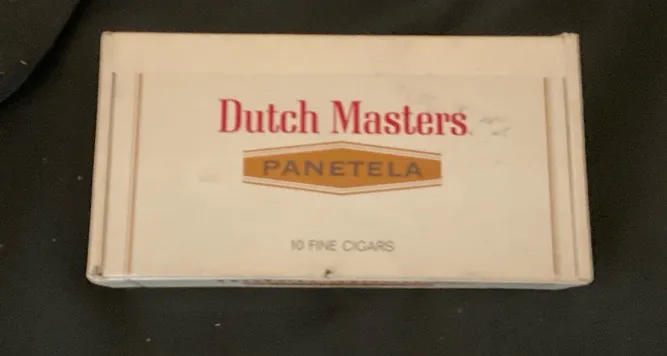 Dutch Masters
PANETELA
10 FINE CIGARS